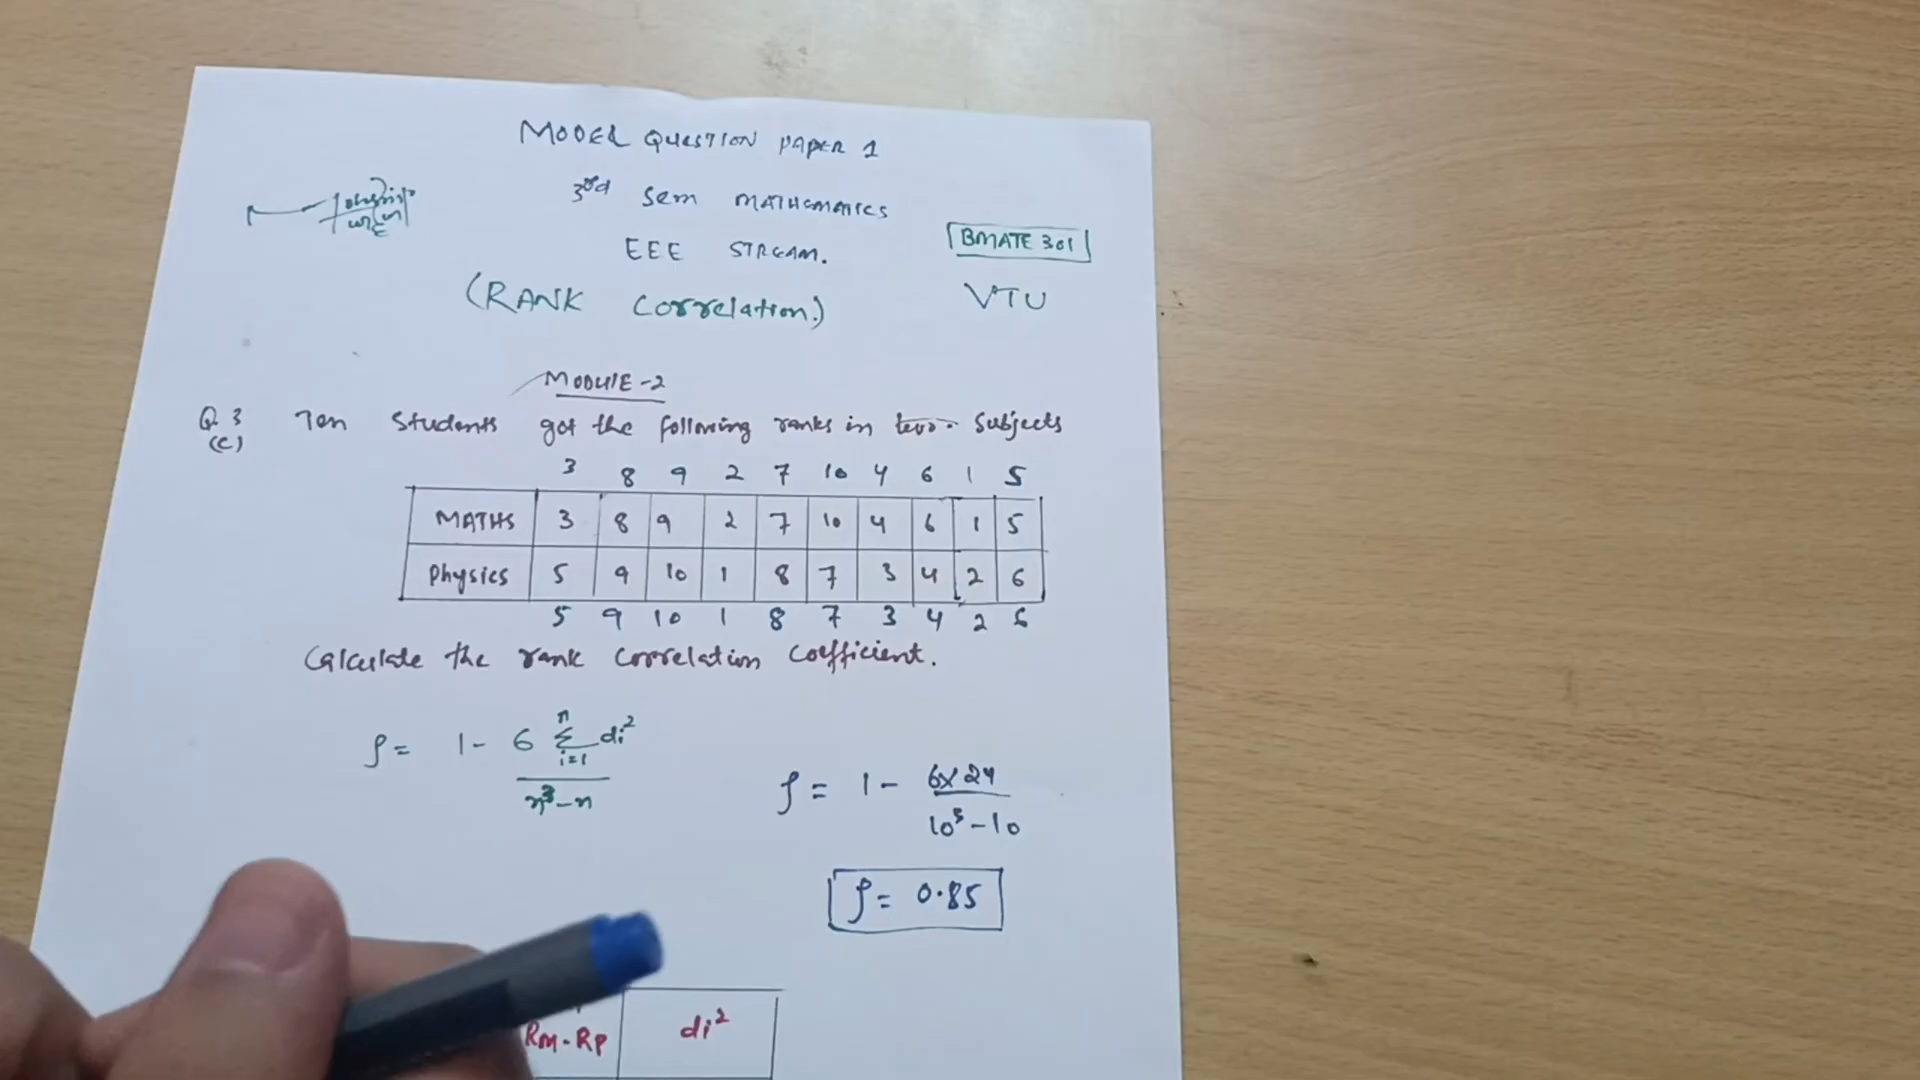 MODEL QUESTION PAPER 1
3rd Sem MATHEMATICS
EEE STREAM.
BMATE 301
(RANK Correlation.)
VTU
MODULE-2
Q 3 Ten Students got the following ranks in two subjects
(c)
3 8 9 2 7 10 4 6 1 5
MATHS 3 8 9 2 7 10 4 6 1 5
Physics 5 9 10 1 8 7 3 4 2 6
5 9 10 1 8 7 3 4 2 6
Calculate the rank correlation coefficient.
ρ = 1 - 6 Σ di²
n
i=1
n³-n
ρ = 1 - 6x24
10³-10
ρ = 0.85
RM-RP di²